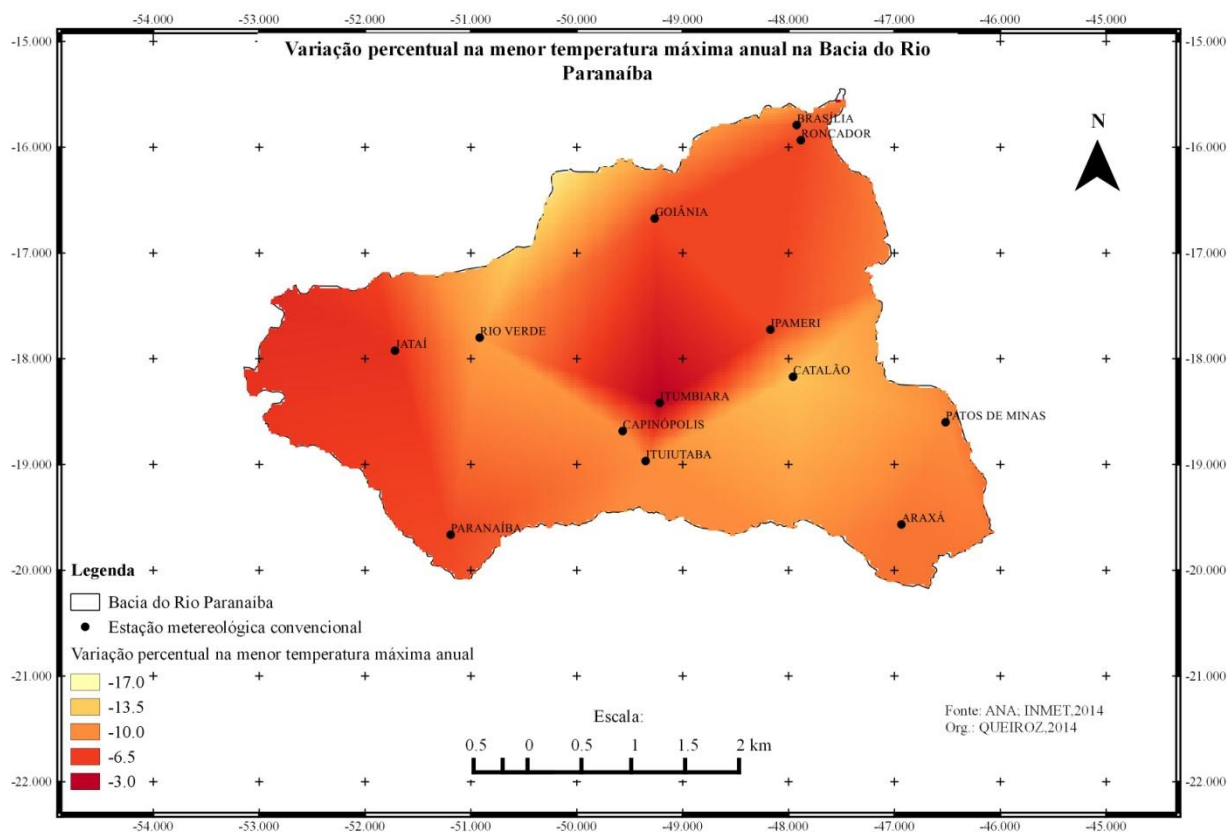 -54.000 -53.000 -52.000 -51.000 -50.000 -49.000 -48.000 -47.000 -46.000 -45.000
Variação percentual na menor temperatura máxima anual na Bacia do Rio
Paranaíba
-15.000 -15.000
-16.000 -16.000
-17.000 -17.000
-18.000 -18.000
-19.000 -19.000
-20.000 -20.000
-21.000 -21.000
-22.000 -22.000
N
BRASÍLIA
RONCADOR
GOIÂNIA
IPAMERI
RIO VERDE
JATAÍ
CATALÃO
ITUMBIARA
CAPINÓPOLIS
PATOS DE MINAS
ITUIUTABA
ARAXÁ
PARANAÍBA
Legenda
Bacia do Rio Paranaíba
Estação metereológica convencional
Variação percentual na menor temperatura máxima anual
-17.0
-13.5
-10.0
-6.5
-3.0
Escala:
0.5 0 0.5 1 1.5 2 km
Fonte: ANA; INMET,2014
Org.: QUEIROZ,2014
-54.000 -53.000 -52.000 -51.000 -50.000 -49.000 -48.000 -47.000 -46.000 -45.000